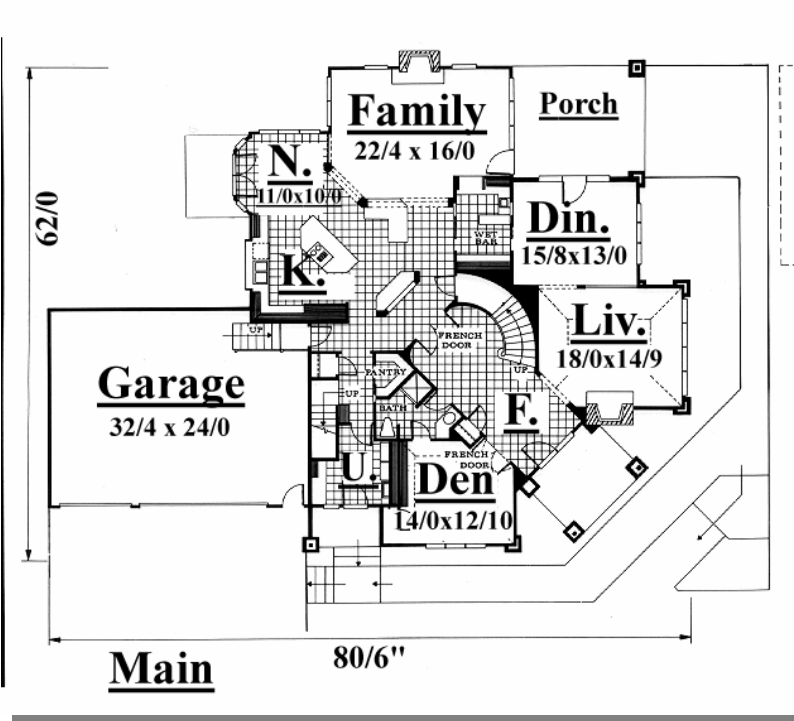 Family
22/4 x 16/0
Porch
N.
11/0x10/0
62/0
WET
BAR
Din.
15/8x13/0
K.
Liv.
18/0x14/9
UP
FRENCH
DOOR
Garage
32/4 x 24/0
PANTRY
UP
UP
BATH
F.
U.
FRENCH
DOOR
Den
14/0x12/10
Main
80/6"